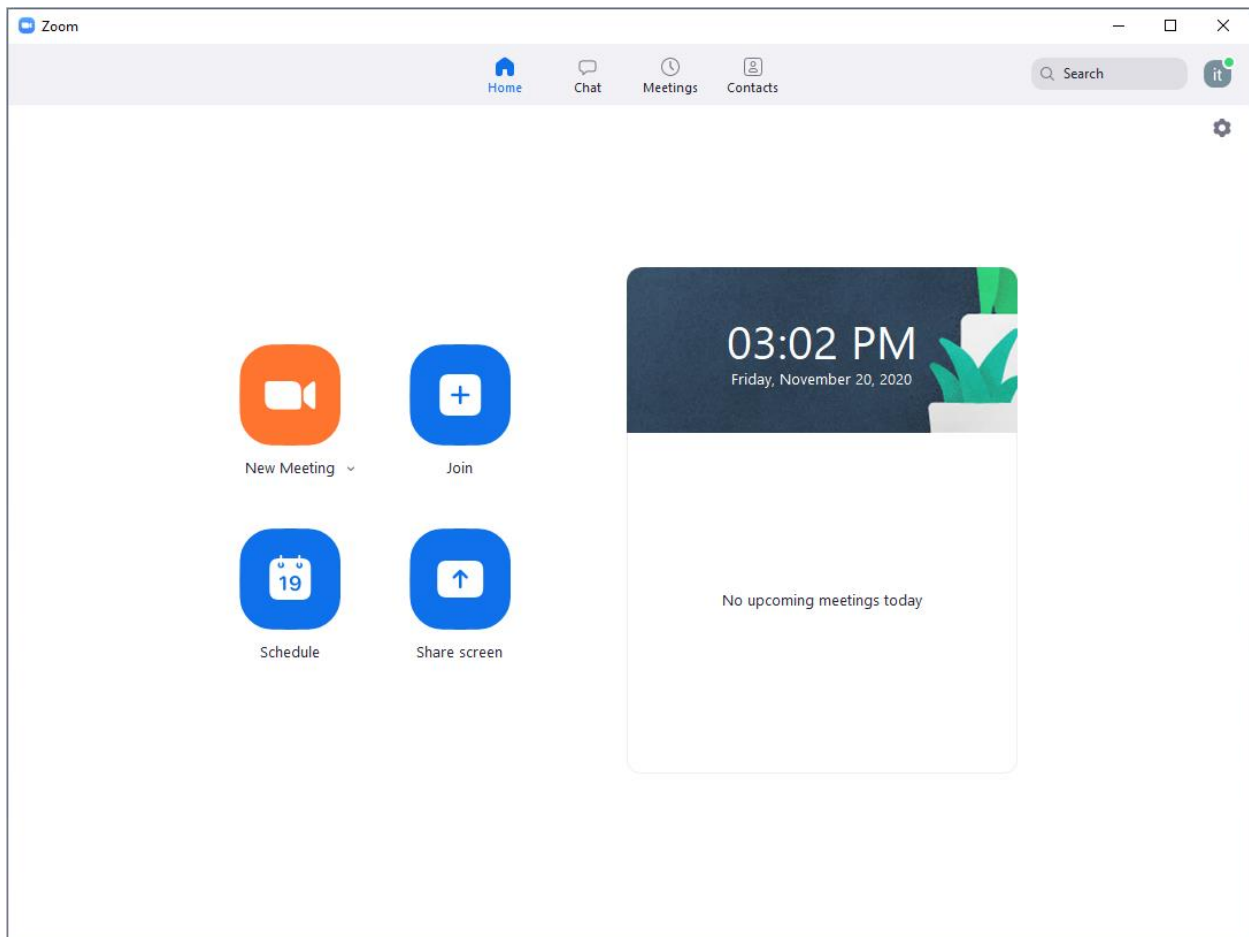 Zoom
Home
Chat
Meetings
Contacts
Search
it
03:02 PM
Friday, November 20, 2020
New Meeting
Join
19
Schedule
Share screen
No upcoming meetings today